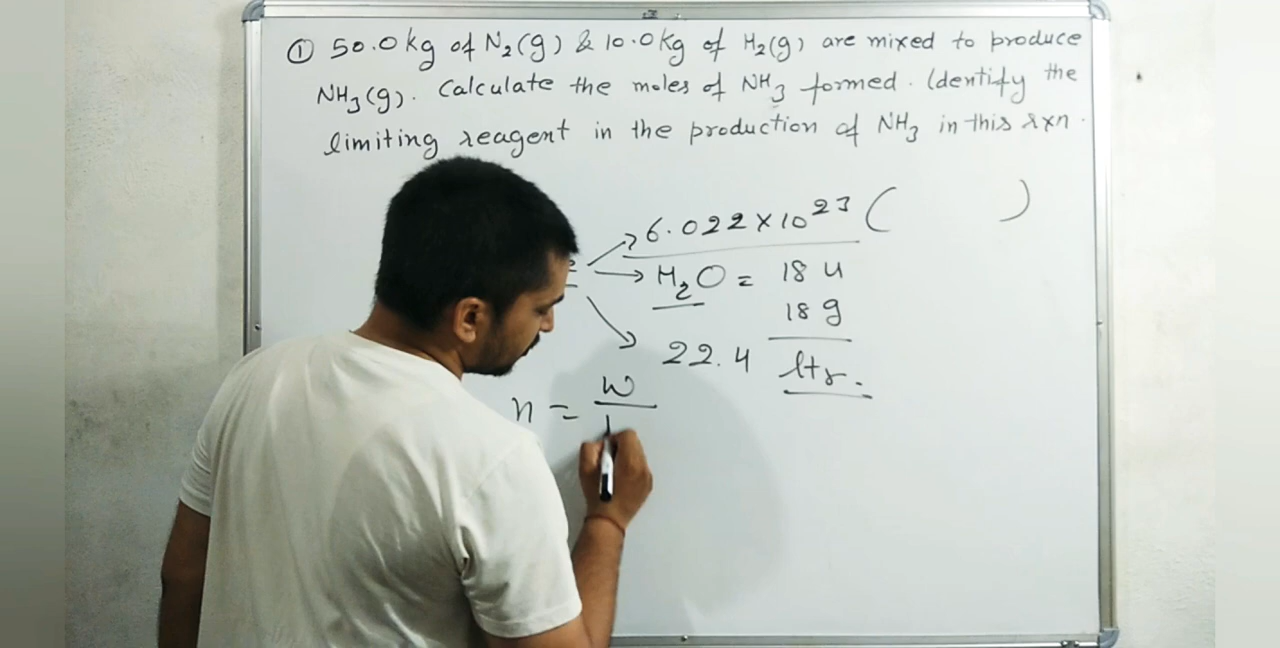 ① 50.0 kg of N₂(g) & 10.0 kg of H₂(g) are mixed to produce
NH₃(g). Calculate the moles of NH₃ formed. Identify the
limiting reagent in the production of NH₃ in this rxn.
6.022 × 10²³ ( )
H₂O = 18 u
18 g
22.4 ltr.
n = w